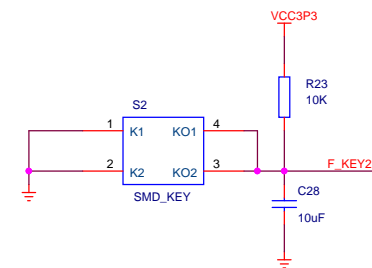 VCC3P3
R23
10K
S2
1 K1 KO1 4
2 K2 KO2 3
F_KEY2
SMD_KEY
C28
10uF